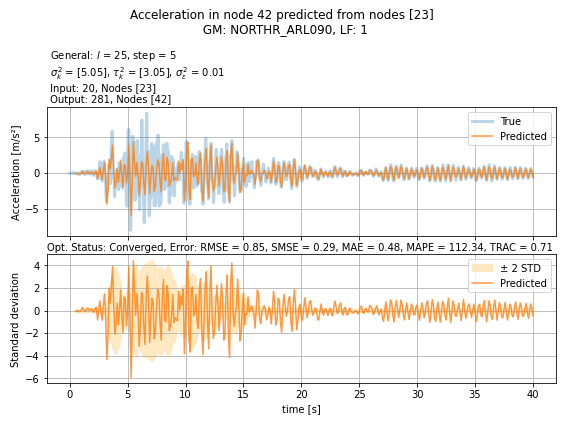 Acceleration in node 42 predicted from nodes [23]
GM: NORTHR_ARL090, LF: 1
General: l = 25, step = 5
σ²ₖ = [5.05], τ²ₖ = [3.05], σ²ε = 0.01
Input: 20, Nodes [23]
Output: 281, Nodes [42]
Acceleration [m/s²]
5
0
−5
True
Predicted
Opt. Status: Converged, Error: RMSE = 0.85, SMSE = 0.29, MAE = 0.48, MAPE = 112.34, TRAC = 0.71
Standard deviation
4
2
0
−2
−4
−6
± 2 STD
Predicted
0 5 10 15 20 25 30 35 40
time [s]